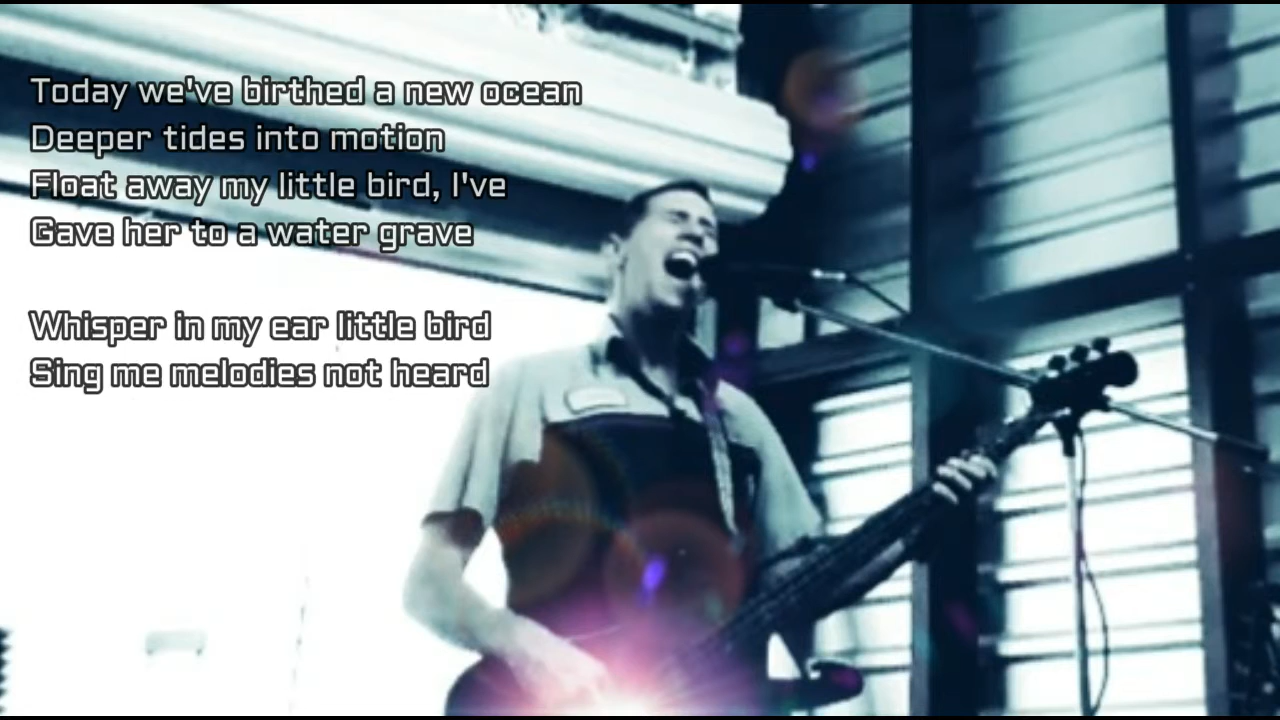 Today we've birthed a new ocean
Deeper tides into motion
Float away my little bird, I've
Gave her to a water grave
Whisper in my ear little bird
Sing me melodies not heard